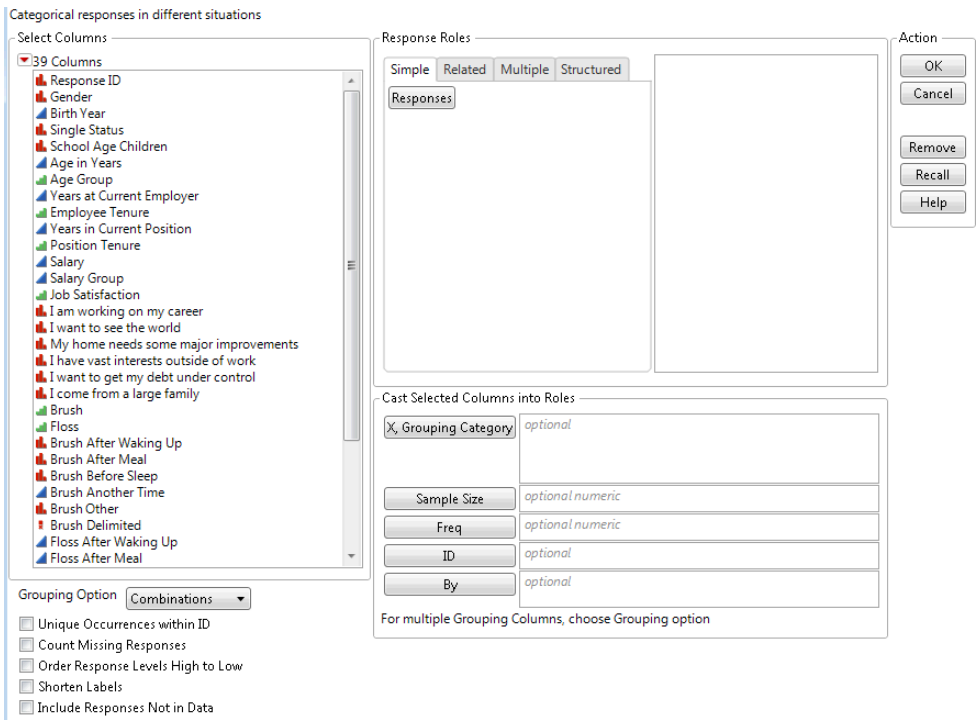 Categorical responses in different situations
Select Columns
39 Columns
Response ID
Gender
Birth Year
Single Status
School Age Children
Age in Years
Age Group
Years at Current Employer
Employee Tenure
Years in Current Position
Position Tenure
Salary
Salary Group
Job Satisfaction
I am working on my career
I want to see the world
My home needs some major improvements
I have vast interests outside of work
I want to get my debt under control
I come from a large family
Brush
Floss
Brush After Waking Up
Brush After Meal
Brush Before Sleep
Brush Another Time
Brush Other
Brush Delimited
Floss After Waking Up
Floss After Meal
Grouping Option Combinations
Unique Occurrences within ID
Count Missing Responses
Order Response Levels High to Low
Shorten Labels
Include Responses Not in Data
Response Roles
Simple Related Multiple Structured
Responses
Cast Selected Columns into Roles
X, Grouping Category optional
Sample Size optional numeric
Freq optional numeric
ID optional
By optional
For multiple Grouping Columns, choose Grouping option
Action
OK
Cancel
Remove
Recall
Help